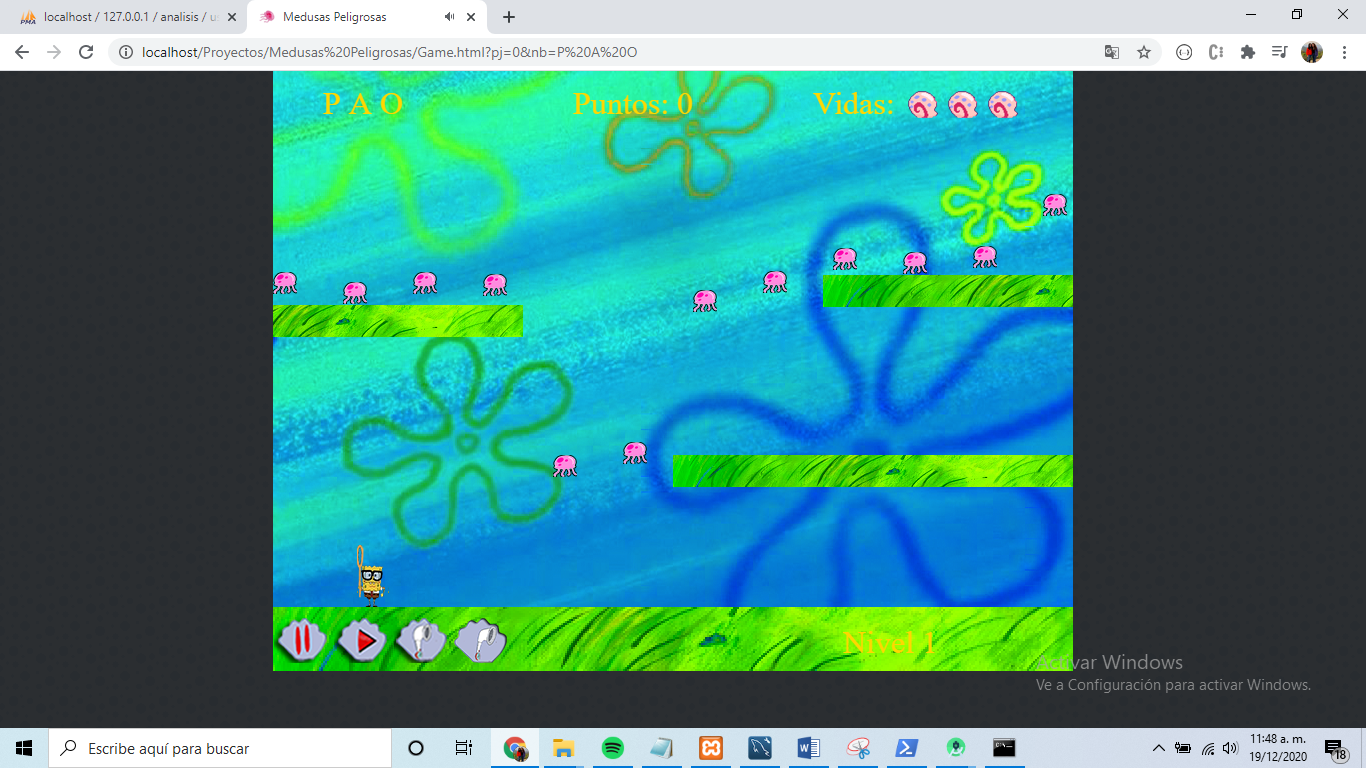 localhost / 127.0.0.1 / analisis / u
Medusas Peligrosas
localhost/Proyectos/Medusas%20Peligrosas/Game.html?pj=0&nb=P%20A%20O
P A O
Puntos: 0
Vidas:
Nivel 1
Activar Windows
Ve a Configuración para activar Windows.
Escribe aquí para buscar
11:48 a. m.
19/12/2020
18